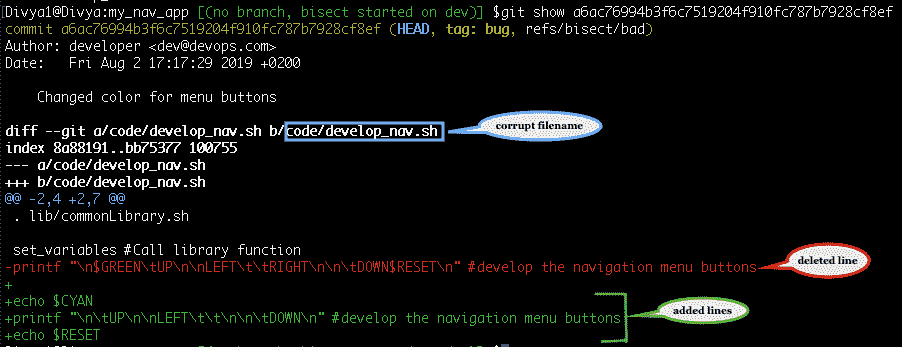 Divya1@Divya:my_nav_app [(no branch, bisect started on dev)] $git show a6ac76994b3f6c7519204f910fc787b7928cf8ef
commit a6ac76994b3f6c7519204f910fc787b7928cf8ef (HEAD, tag: bug, refs/bisect/bad)
Author: developer <dev@devops.com>
Date:   Fri Aug 2 17:17:29 2019 +0200
    Changed color for menu buttons
diff --git a/code/develop_nav.sh b/code/develop_nav.sh
corrupt filename
index 8a88191..bb75377 100755
--- a/code/develop_nav.sh
+++ b/code/develop_nav.sh
@@ -2,4 +2,7 @@
 . lib/commonLibrary.sh
 set_variables #Call library function
-printf "\n$GREEN\tUP\n\nLEFT\t\tRIGHT\n\n\tDOWN$RESET\n" #develop the navigation menu buttons
deleted line
+
+echo $CYAN
+printf "\n\tUP\n\nLEFT\t\t\n\n\tDOWN\n" #develop the navigation menu buttons
added lines
+echo $RESET